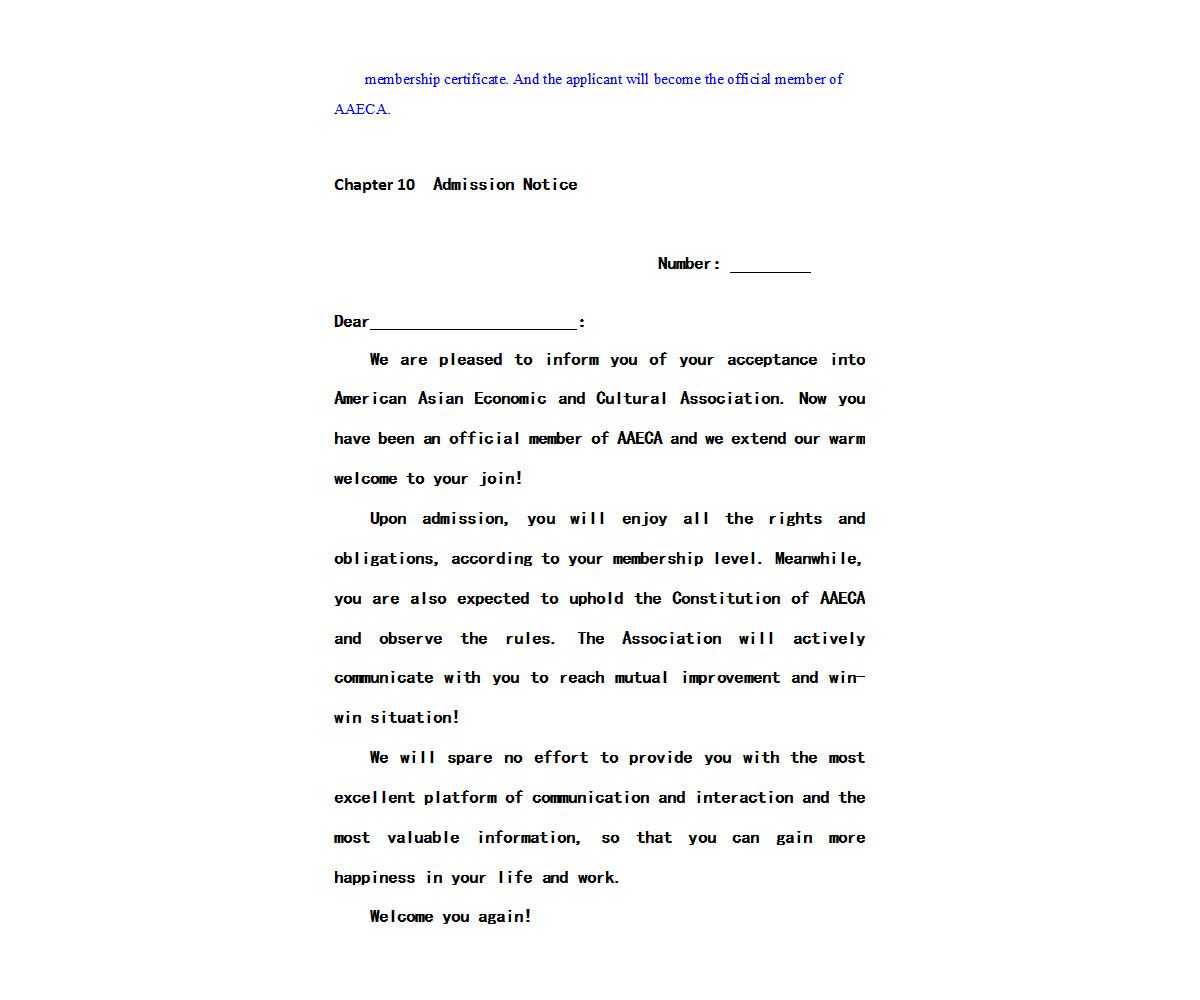 membership certificate. And the applicant will become the official member of
AAECA.
Chapter 10 Admission Notice
Number: _________
Dear_______________________:
We are pleased to inform you of your acceptance into
American Asian Economic and Cultural Association. Now you
have been an official member of AAECA and we extend our warm
welcome to your join!
Upon admission, you will enjoy all the rights and
obligations, according to your membership level. Meanwhile,
you are also expected to uphold the Constitution of AAECA
and observe the rules. The Association will actively
communicate with you to reach mutual improvement and win-
win situation!
We will spare no effort to provide you with the most
excellent platform of communication and interaction and the
most valuable information, so that you can gain more
happiness in your life and work.
Welcome you again!